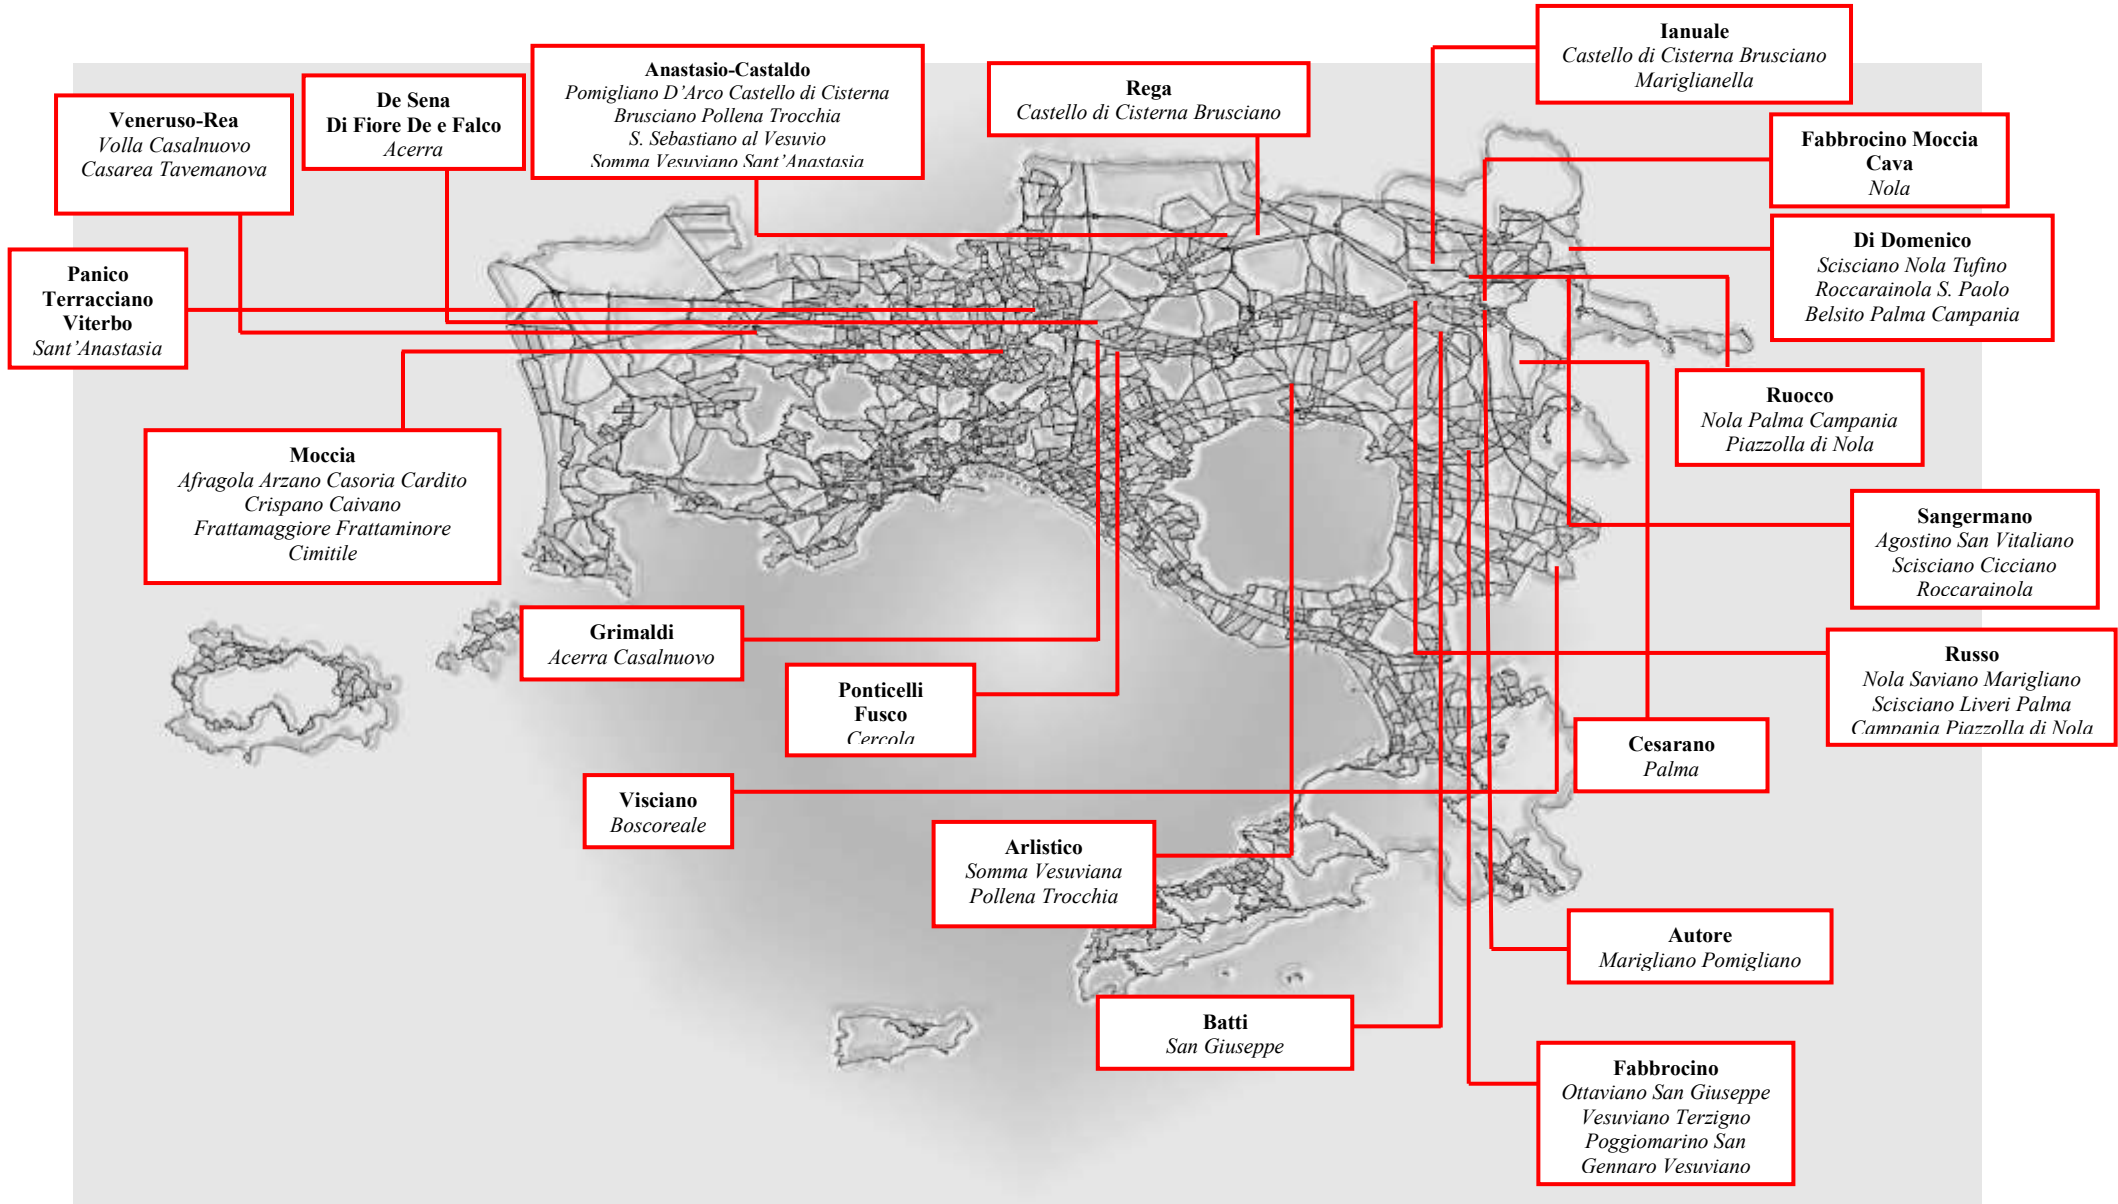 Ianuale
Castello di Cisterna Brusciano
Mariglianella
Anastasio-Castaldo
Pomigliano D'Arco Castello di Cisterna
Brusciano Pollena Trocchia
S. Sebastiano al Vesuvio
Somma Vesuviano Sant'Anastasia
Rega
Castello di Cisterna Brusciano
De Sena
Di Fiore De e Falco
Acerra
Veneruso-Rea
Volla Casalnuovo
Casarea Tavemanova
Fabbrocino Moccia
Cava
Nola
Di Domenico
Scisciano Nola Tufino
Roccarainola S. Paolo
Belsito Palma Campania
Panico
Terracciano
Viterbo
Sant'Anastasia
Ruocco
Nola Palma Campania
Piazzolla di Nola
Moccia
Afragola Arzano Casoria Cardito
Crispano Caivano
Frattamaggiore Frattaminore
Cimitile
Sangermano
Agostino San Vitaliano
Scisciano Cicciano
Roccarainola
Grimaldi
Acerra Casalnuovo
Russo
Nola Saviano Marigliano
Scisciano Liveri Palma
Campania Piazzolla di Nola
Ponticelli
Fusco
Cercola
Cesarano
Palma
Visciano
Boscoreale
Arlistico
Somma Vesuviana
Pollena Trocchia
Autore
Marigliano Pomigliano
Batti
San Giuseppe
Fabbrocino
Ottaviano San Giuseppe
Vesuviano Terzigno
Poggiomarino San
Gennaro Vesuviano